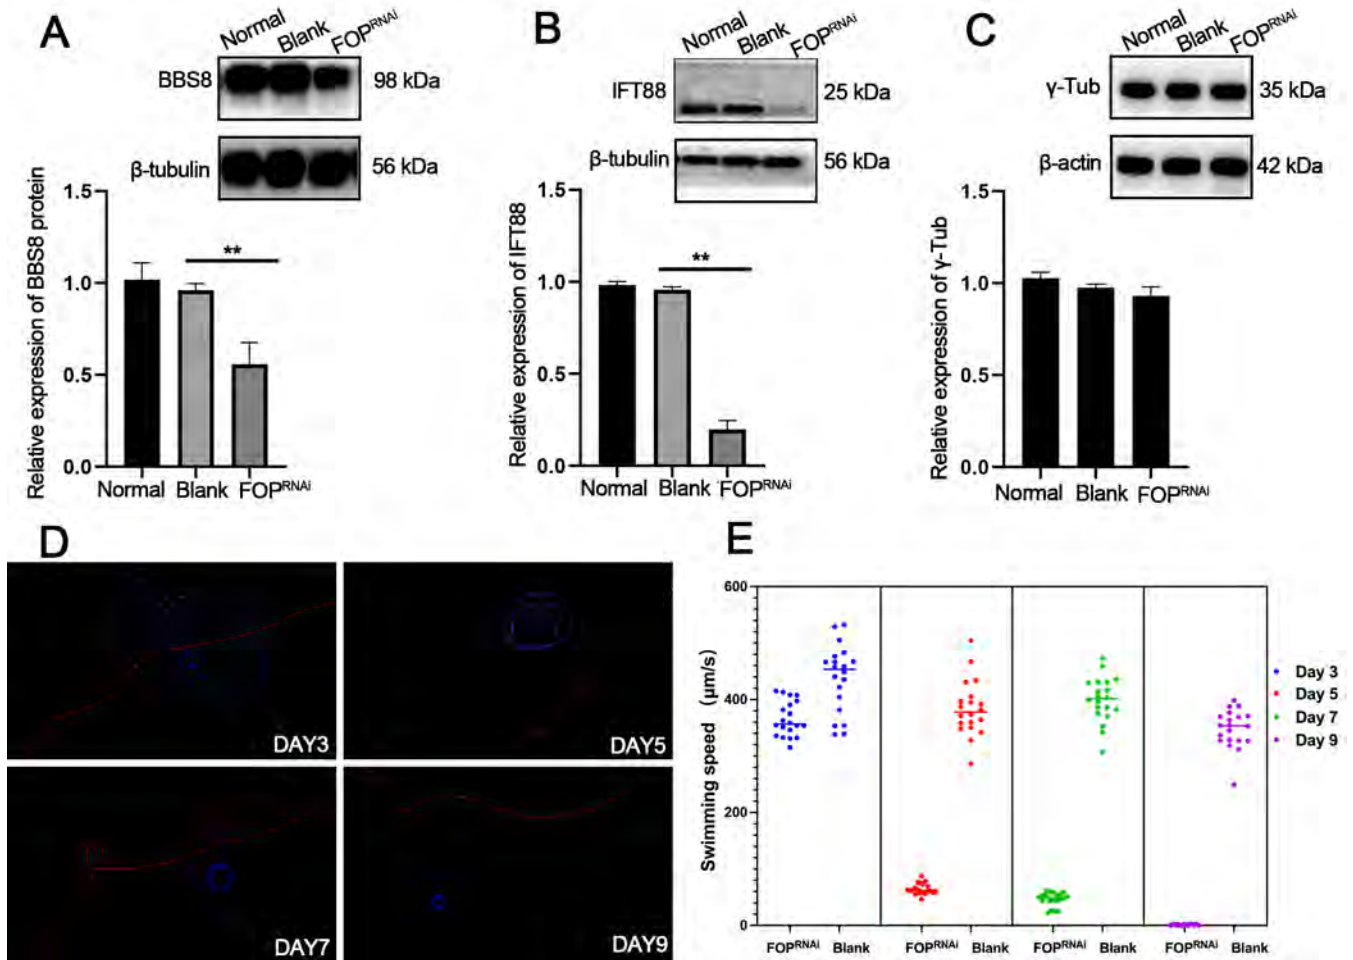 A
Normal
Blank
FOPRNAi
BBS8
98 kDa
β-tubulin
56 kDa
Relative expression of BBS8 protein
1.5
1.0
0.5
0.0
**
Normal Blank FOPRNAi
B
Normal
Blank
FOPRNAi
IFT88
25 kDa
β-tubulin
56 kDa
Relative expression of IFT88
1.5
1.0
0.5
0.0
**
Normal Blank FOPRNAi
C
Normal
Blank
FOPRNAi
γ-Tub
35 kDa
β-actin
42 kDa
Relative expression of γ-Tub
1.5
1.0
0.5
0.0
Normal Blank FOPRNAi
D
DAY3
DAY5
DAY7
DAY9
E
Swimming speed (μm/s)
600
400
200
0
FOPRNAi Blank FOPRNAi Blank FOPRNAi Blank FOPRNAi Blank
Day 3
Day 5
Day 7
Day 9